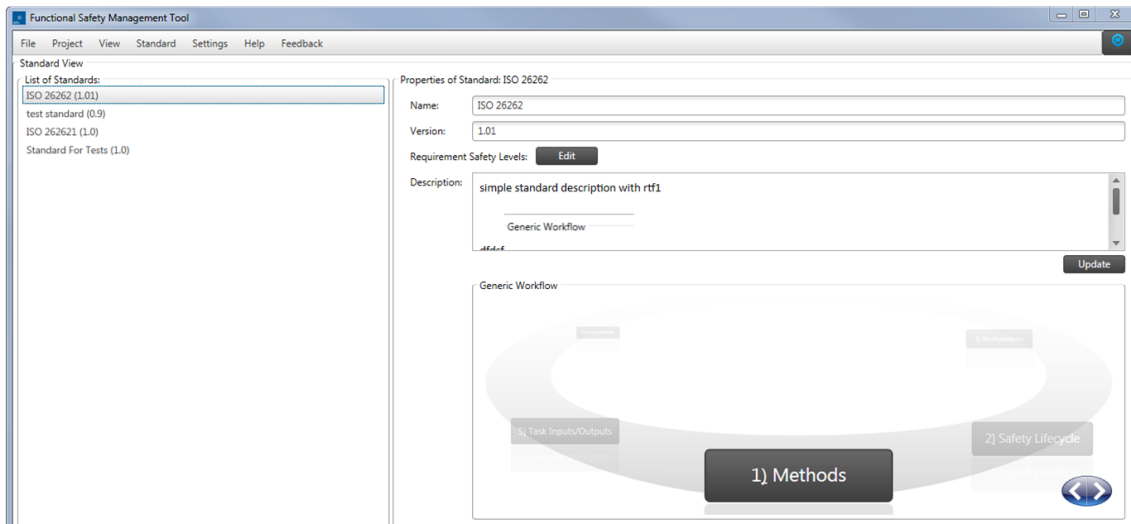 Functional Safety Management Tool
File Project View Standard Settings Help Feedback
Standard View
List of Standards:
ISO 26262 (1.01)
test standard (0.9)
ISO 262621 (1.0)
Standard For Tests (1.0)
Properties of Standard: ISO 26262
Name: ISO 26262
Version: 1.01
Requirement Safety Levels: Edit
Description: simple standard description with rtf1
Generic Workflow
Update
Generic Workflow
5) Task Inputs/Outputs
2) Safety Lifecycle
1) Methods